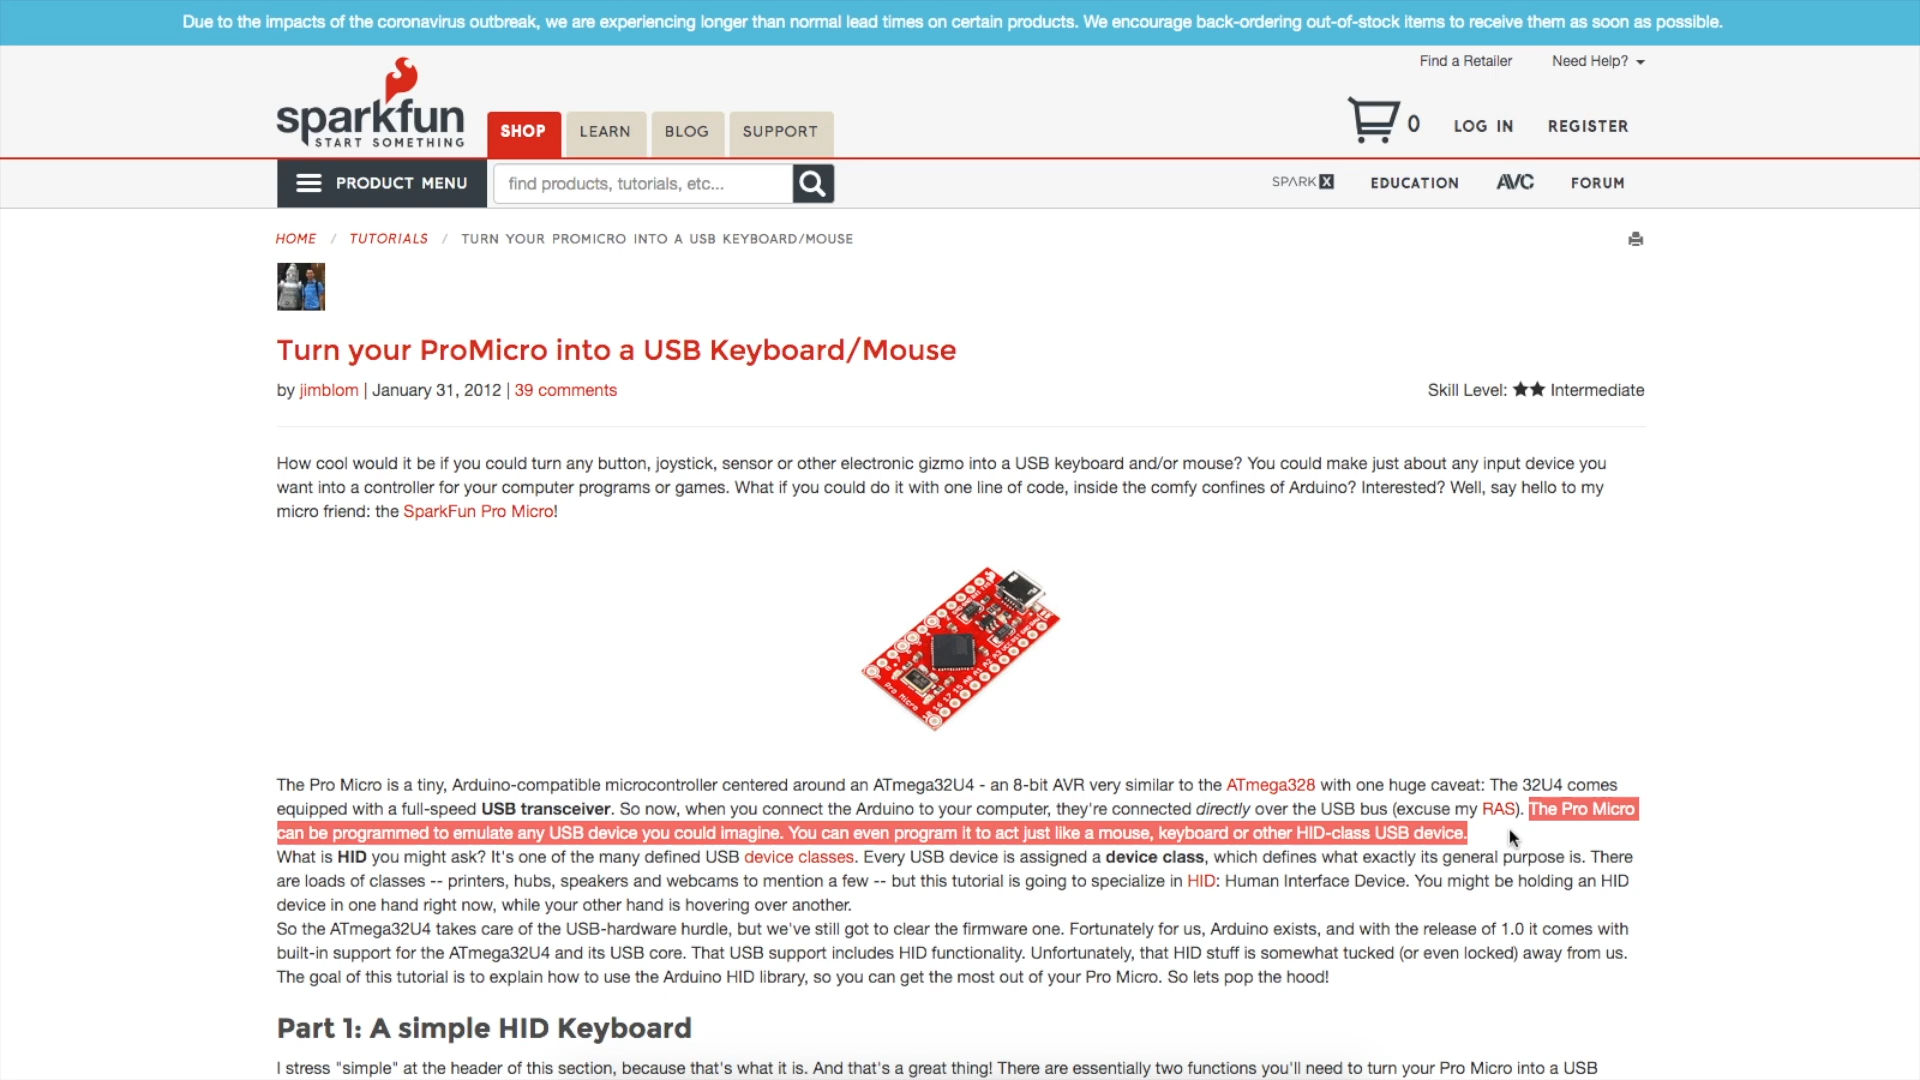 Due to the impacts of the coronavirus outbreak, we are experiencing longer than normal lead times on certain products. We encourage back-ordering out-of-stock items to receive them as soon as possible.
Find a Retailer Need Help?
sparkfun
START SOMETHING
SHOP LEARN BLOG SUPPORT
0 LOG IN REGISTER
PRODUCT MENU find products, tutorials, etc... SPARK X EDUCATION AVC FORUM
HOME / TUTORIALS / TURN YOUR PROMICRO INTO A USB KEYBOARD/MOUSE
Turn your ProMicro into a USB Keyboard/Mouse
by jimblom | January 31, 2012 | 39 comments Skill Level: ★★ Intermediate
How cool would it be if you could turn any button, joystick, sensor or other electronic gizmo into a USB keyboard and/or mouse? You could make just about any input device you
want into a controller for your computer programs or games. What if you could do it with one line of code, inside the comfy confines of Arduino? Interested? Well, say hello to my
micro friend: the SparkFun Pro Micro!
Pro Micro
The Pro Micro is a tiny, Arduino-compatible microcontroller centered around an ATmega32U4 - an 8-bit AVR very similar to the ATmega328 with one huge caveat: The 32U4 comes
equipped with a full-speed USB transceiver. So now, when you connect the Arduino to your computer, they're connected directly over the USB bus (excuse my RAS). The Pro Micro
can be programmed to emulate any USB device you could imagine. You can even program it to act just like a mouse, keyboard or other HID-class USB device.
What is HID you might ask? It's one of the many defined USB device classes. Every USB device is assigned a device class, which defines what exactly its general purpose is. There
are loads of classes -- printers, hubs, speakers and webcams to mention a few -- but this tutorial is going to specialize in HID: Human Interface Device. You might be holding an HID
device in one hand right now, while your other hand is hovering over another.
So the ATmega32U4 takes care of the USB-hardware hurdle, but we've still got to clear the firmware one. Fortunately for us, Arduino exists, and with the release of 1.0 it comes with
built-in support for the ATmega32U4 and its USB core. That USB support includes HID functionality. Unfortunately, that HID stuff is somewhat tucked (or even locked) away from us.
The goal of this tutorial is to explain how to use the Arduino HID library, so you can get the most out of your Pro Micro. So lets pop the hood!
Part 1: A simple HID Keyboard
I stress "simple" at the header of this section, because that's what it is. And that's a great thing! There are essentially two functions you'll need to turn your Pro Micro into a USB